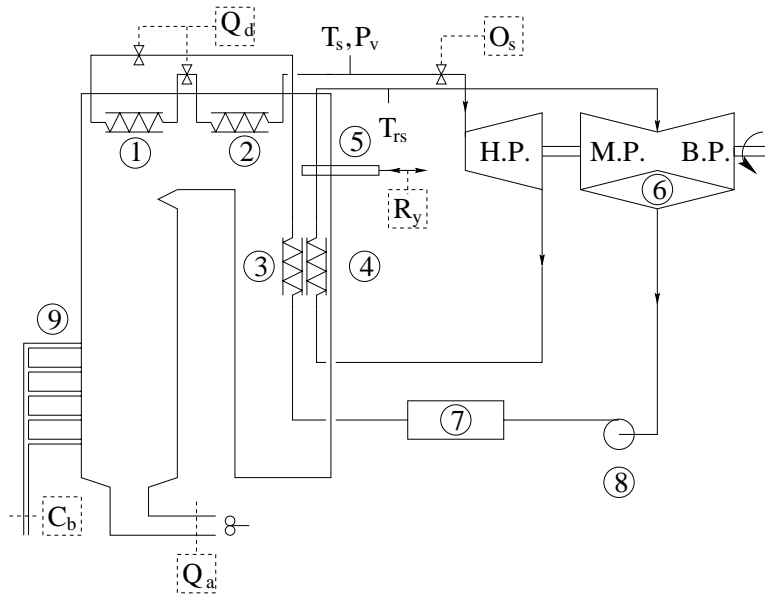 Q_d
T_s,P_v
O_s
T_rs
1
2
5
H.P.
M.P.
B.P.
6
R_y
3
4
9
7
8
C_b
Q_a